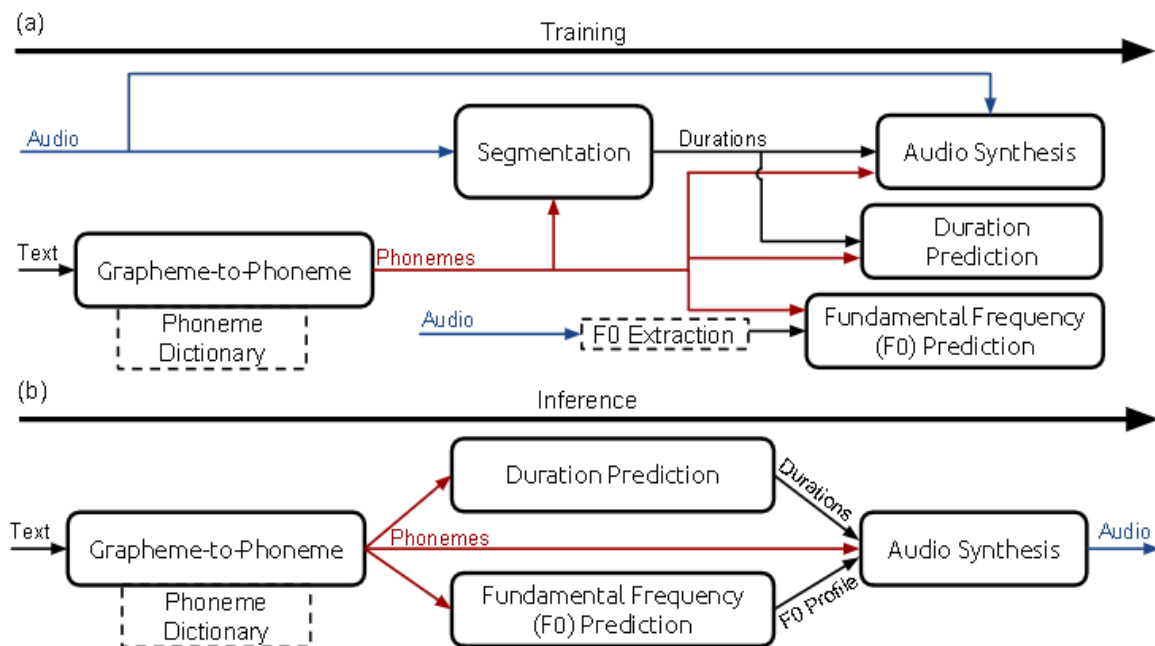 (a)
Training
Audio
Segmentation
Durations
Audio Synthesis
Text
Grapheme-to-Phoneme
Phonemes
Duration
Prediction
Phoneme
Dictionary
Audio
F0 Extraction
Fundamental Frequency
(F0) Prediction
(b)
Inference
Duration Prediction
Durations
Text
Grapheme-to-Phoneme
Phonemes
Audio Synthesis
Audio
Phoneme
Dictionary
Fundamental Frequency
(F0) Prediction
F0 Profile